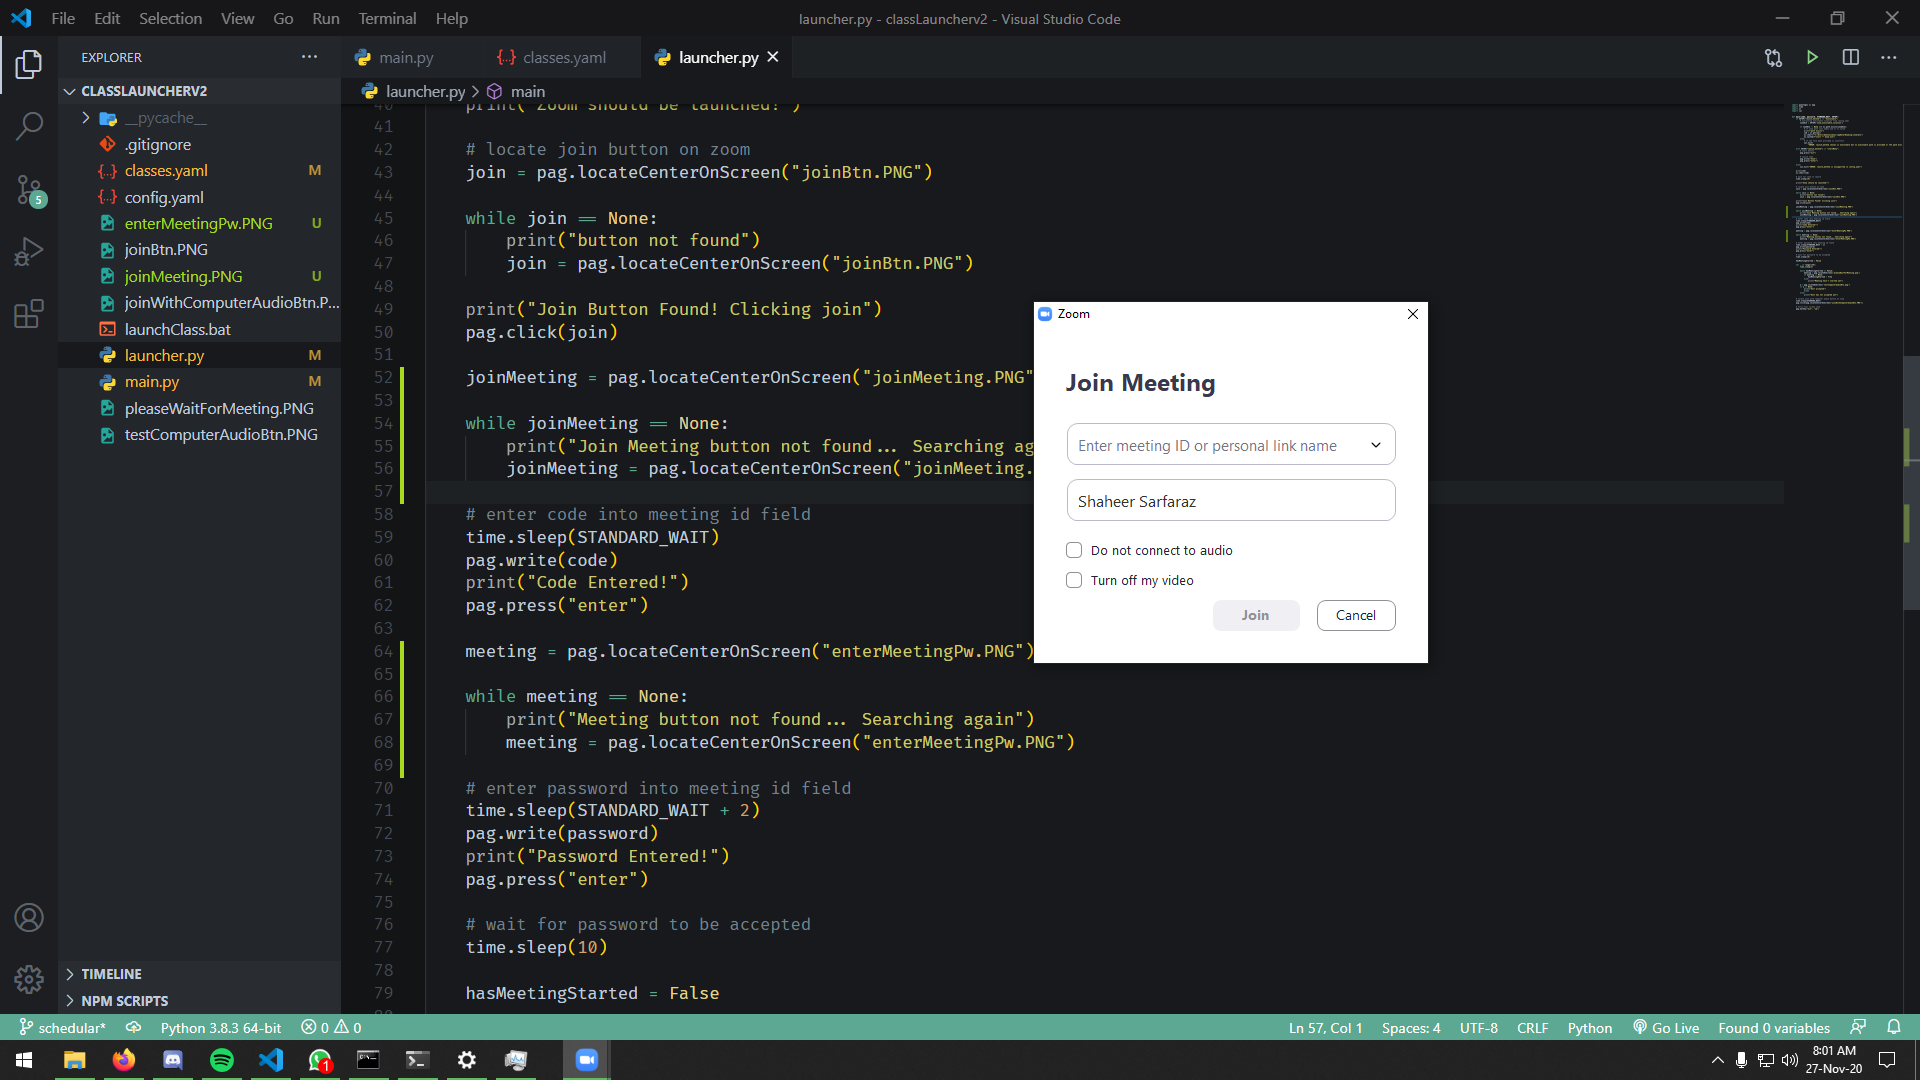 File Edit Selection View Go Run Terminal Help
launcher.py - classLauncherv2 - Visual Studio Code
EXPLORER
main.py
classes.yaml
launcher.py
CLASSLAUNCHERV2
launcher.py > main
__pycache__
.gitignore
classes.yaml M
config.yaml
enterMeetingPw.PNG U
joinBtn.PNG
joinMeeting.PNG U
joinWithComputerAudioBtn.P...
launchClass.bat
launcher.py M
main.py M
pleaseWaitForMeeting.PNG
testComputerAudioBtn.PNG
5
TIMELINE
NPM SCRIPTS
40 print("Zoom should be launched!")
41
42 # locate join button on zoom
43 join = pag.locateCenterOnScreen("joinBtn.PNG")
44
45 while join == None:
46 print("button not found")
47 join = pag.locateCenterOnScreen("joinBtn.PNG")
48
49 print("Join Button Found! Clicking join")
50 pag.click(join)
51
52 joinMeeting = pag.locateCenterOnScreen("joinMeeting.PNG"
53
54 while joinMeeting == None:
55 print("Join Meeting button not found... Searching ag
56 joinMeeting = pag.locateCenterOnScreen("joinMeeting.
57
58 # enter code into meeting id field
59 time.sleep(STANDARD_WAIT)
60 pag.write(code)
61 print("Code Entered!")
62 pag.press("enter")
63
64 meeting = pag.locateCenterOnScreen("enterMeetingPw.PNG")
65
66 while meeting == None:
67 print("Meeting button not found... Searching again")
68 meeting = pag.locateCenterOnScreen("enterMeetingPw.PNG")
69
70 # enter password into meeting id field
71 time.sleep(STANDARD_WAIT + 2)
72 pag.write(password)
73 print("Password Entered!")
74 pag.press("enter")
75
76 # wait for password to be accepted
77 time.sleep(10)
78
79 hasMeetingStarted = False
Zoom
Join Meeting
Enter meeting ID or personal link name
Shaheer Sarfaraz
Do not connect to audio
Turn off my video
Join Cancel
schedular* Python 3.8.3 64-bit 0 0
Ln 57, Col 1 Spaces: 4 UTF-8 CRLF Python Go Live Found 0 variables
1
8:01 AM
27-Nov-20